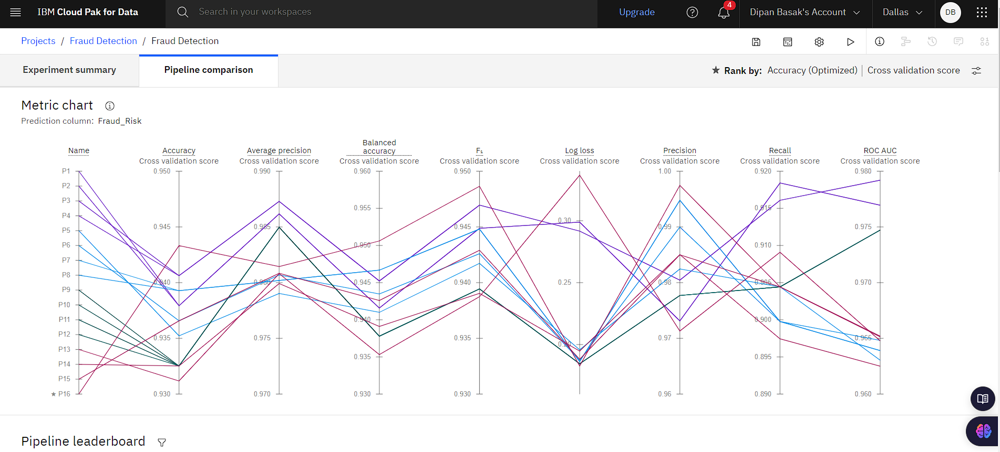 IBM Cloud Pak for Data
Search in your workspaces
Upgrade
4
Dipan Basak's Account
Dallas
DB
Projects / Fraud Detection / Fraud Detection
Experiment summary
Pipeline comparison
★ Rank by: Accuracy (Optimized) | Cross validation score
Metric chart
Prediction column: Fraud_Risk
Name
Accuracy
Cross validation score
Average precision
Cross validation score
Balanced
accuracy
Cross validation score
F₁
Cross validation score
Log loss
Cross validation score
Precision
Cross validation score
Recall
Cross validation score
ROC AUC
Cross validation score
P1
P2
P3
P4
P5
P6
P7
P8
P9
P10
P11
P12
P13
P14
P15
★ P16
0.950
0.945
0.940
0.935
0.930
0.990
0.985
0.980
0.975
0.970
0.960
0.955
0.950
0.945
0.940
0.935
0.930
0.950
0.945
0.940
0.935
0.930
0.30
0.25
0.20
1.00
0.99
0.98
0.97
0.96
0.920
0.915
0.910
0.905
0.900
0.895
0.890
0.980
0.975
0.970
0.965
0.960
Pipeline leaderboard